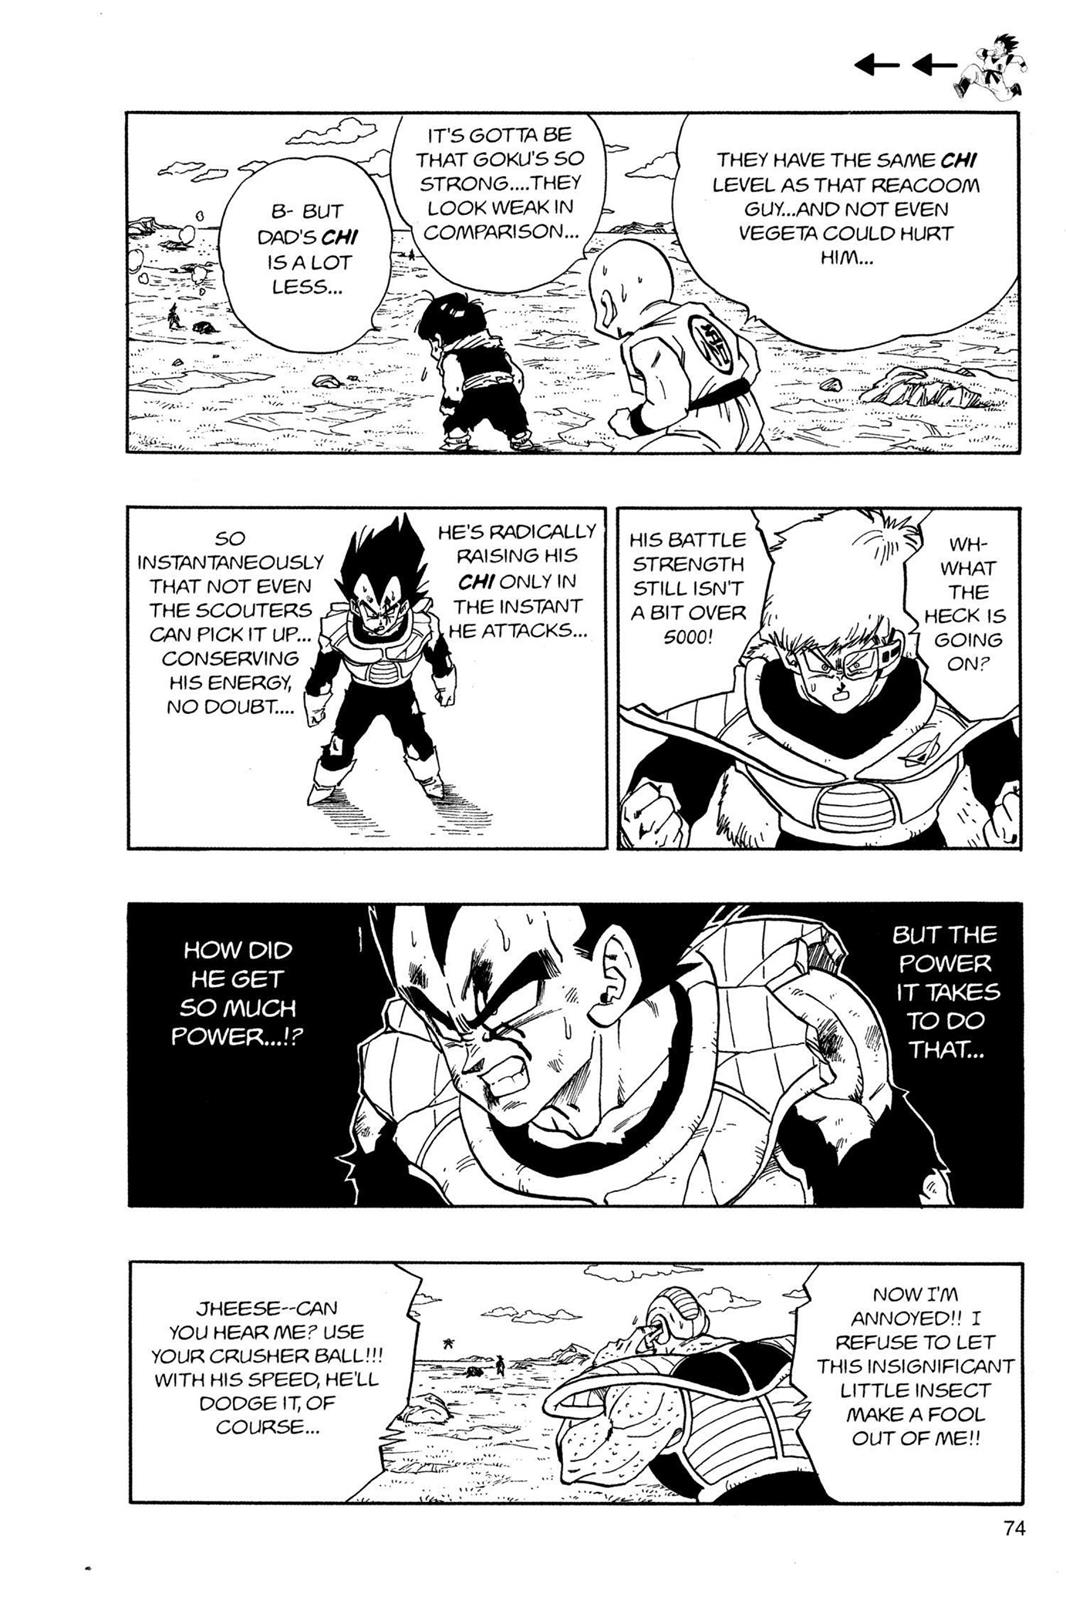 THEY HAVE THE SAME CHI
LEVEL AS THAT REACOOM
GUY...AND NOT EVEN
VEGETA COULD HURT
HIM...
IT'S GOTTA BE
THAT GOKU'S SO
STRONG....THEY
LOOK WEAK IN
COMPARISON...
B- BUT
DAD'S CHI
IS A LOT
LESS...
WH-
WHAT
THE
HECK IS
GOING
ON?
HIS BATTLE
STRENGTH
STILL ISN'T
A BIT OVER
5000!
HE'S RADICALLY
RAISING HIS
CHI ONLY IN
THE INSTANT
HE ATTACKS...
SO
INSTANTANEOUSLY
THAT NOT EVEN
THE SCOUTERS
CAN PICK IT UP...
CONSERVING
HIS ENERGY,
NO DOUBT....
BUT THE
POWER
IT TAKES
TO DO
THAT...
HOW DID
HE GET
SO MUCH
POWER...!?
NOW I'M
ANNOYED!! I
REFUSE TO LET
THIS INSIGNIFICANT
LITTLE INSECT
MAKE A FOOL
OUT OF ME!!
JHEESE--CAN
YOU HEAR ME? USE
YOUR CRUSHER BALL!!!
WITH HIS SPEED, HE'LL
DODGE IT, OF
COURSE...
74